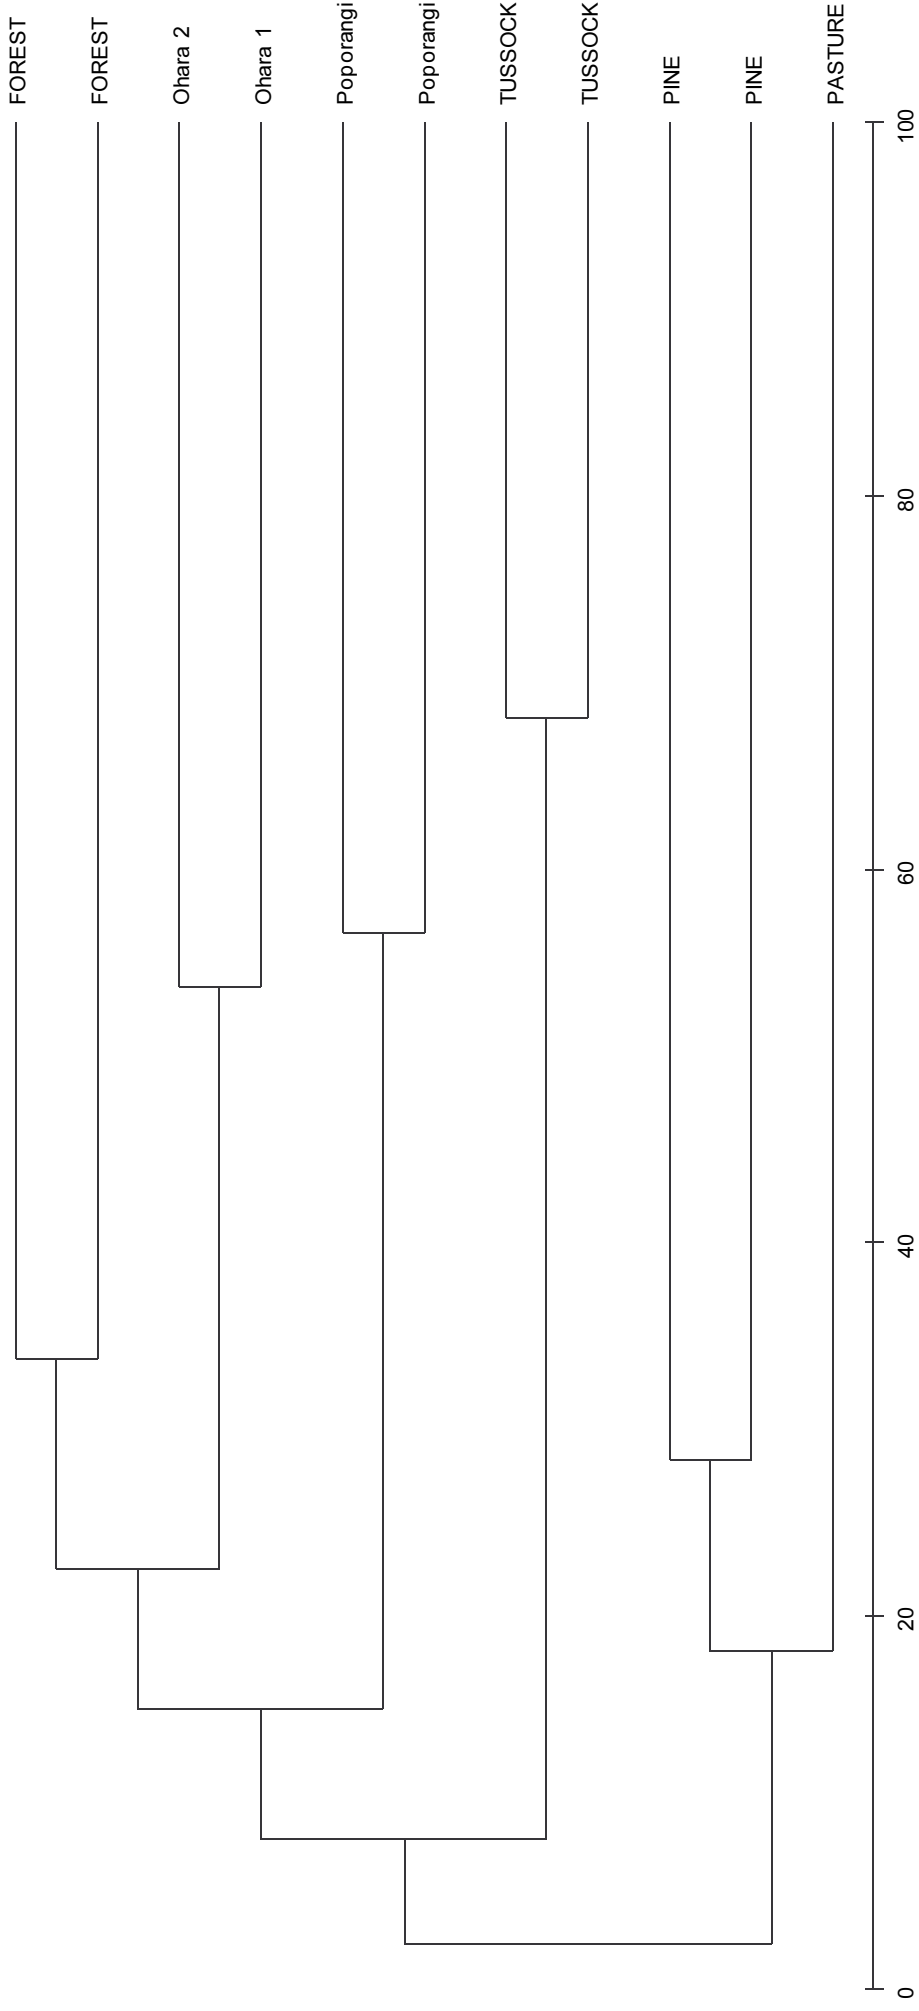 FOREST
FOREST
Ohara 2
Ohara 1
Poporangi
Poporangi
TUSSOCK
TUSSOCK
PINE
PINE
PASTURE
100
80
60
40
20
0